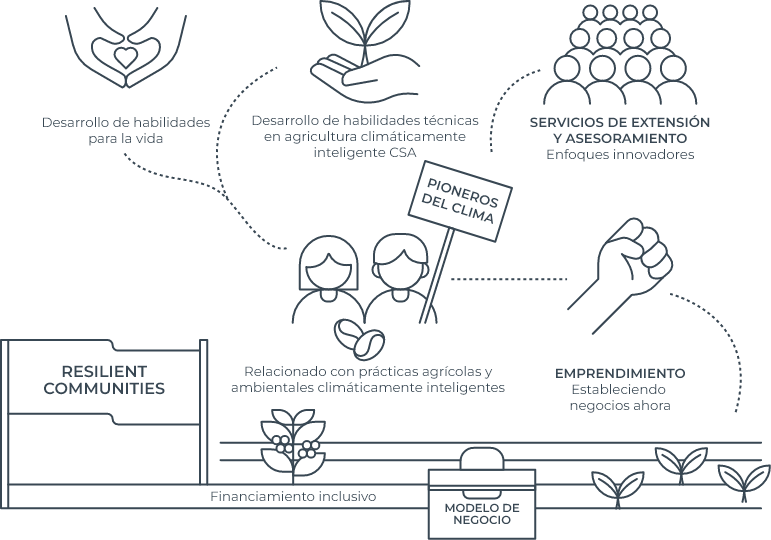 Desarrollo de habilidades
para la vida
Desarrollo de habilidades técnicas
en agricultura climáticamente
inteligente CSA
SERVICIOS DE EXTENSIÓN
Y ASESORAMIENTO
Enfoques innovadores
PIONEROS
DEL CLIMA
Relacionado con prácticas agrícolas y
ambientales climáticamente inteligentes
EMPRENDIMIENTO
Estableciendo
negocios ahora
RESILIENT
COMMUNITIES
Financiamiento inclusivo
MODELO DE
NEGOCIO